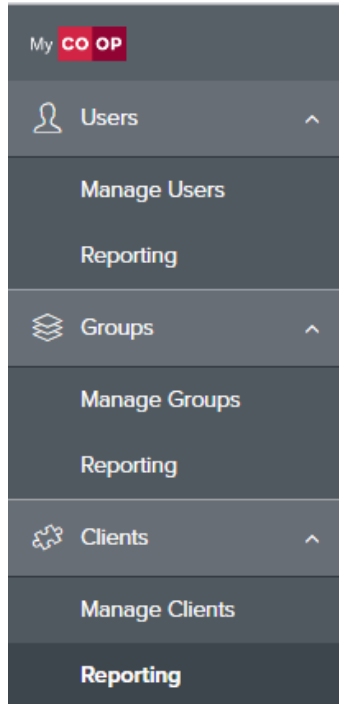 My CO OP
Users
Manage Users
Reporting
Groups
Manage Groups
Reporting
Clients
Manage Clients
Reporting